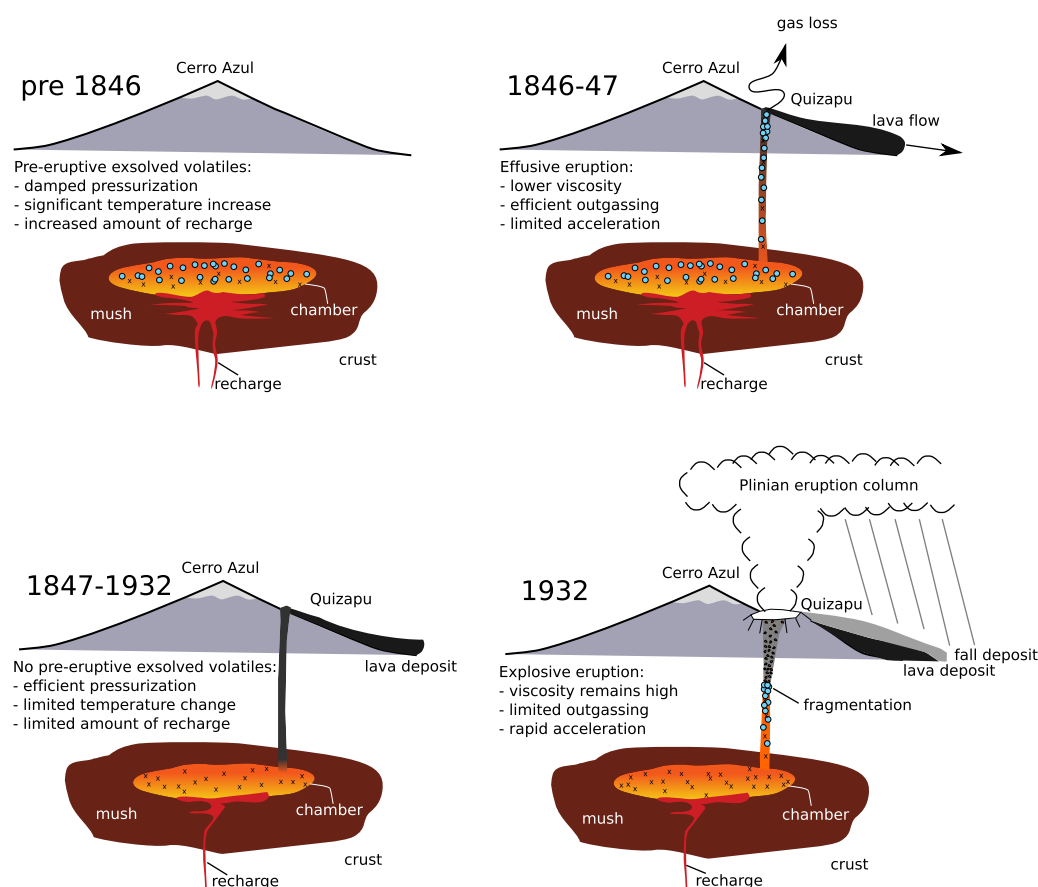 pre 1846
Cerro Azul
Pre-eruptive exsolved volatiles:
- damped pressurization
- significant temperature increase
- increased amount of recharge
mush
chamber
crust
recharge
gas loss
1846-47
Cerro Azul
Quizapu
lava flow
Effusive eruption:
- lower viscosity
- efficient outgassing
- limited acceleration
mush
chamber
crust
recharge
1847-1932
Cerro Azul
Quizapu
lava deposit
No pre-eruptive exsolved volatiles:
- efficient pressurization
- limited temperature change
- limited amount of recharge
mush
chamber
crust
recharge
Plinian eruption column
1932
Cerro Azul
Quizapu
fall deposit
lava deposit
Explosive eruption:
- viscosity remains high
- limited outgassing
- rapid acceleration
fragmentation
mush
chamber
crust
recharge